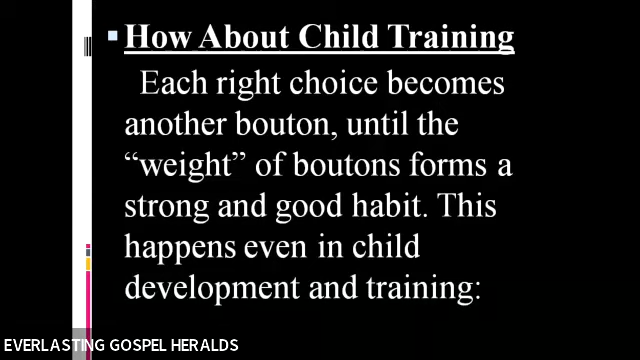 How About Child Training
Each right choice becomes
another bouton, until the
“weight” of boutons forms a
strong and good habit. This
happens even in child
development and training:
EVERLASTING GOSPEL HERALDS